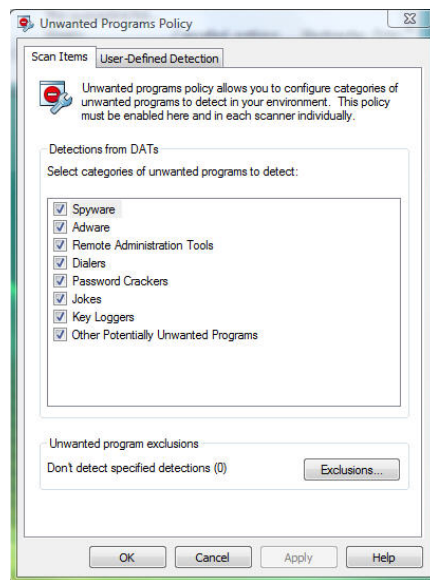 Unwanted Programs Policy
Scan Items
User-Defined Detection
Unwanted programs policy allows you to configure categories of
unwanted programs to detect in your environment. This policy
must be enabled here and in each scanner individually.
Detections from DATs
Select categories of unwanted programs to detect:
Spyware
Adware
Remote Administration Tools
Dialers
Password Crackers
Jokes
Key Loggers
Other Potentially Unwanted Programs
Unwanted program exclusions
Don't detect specified detections (0)
Exclusions...
OK
Cancel
Apply
Help